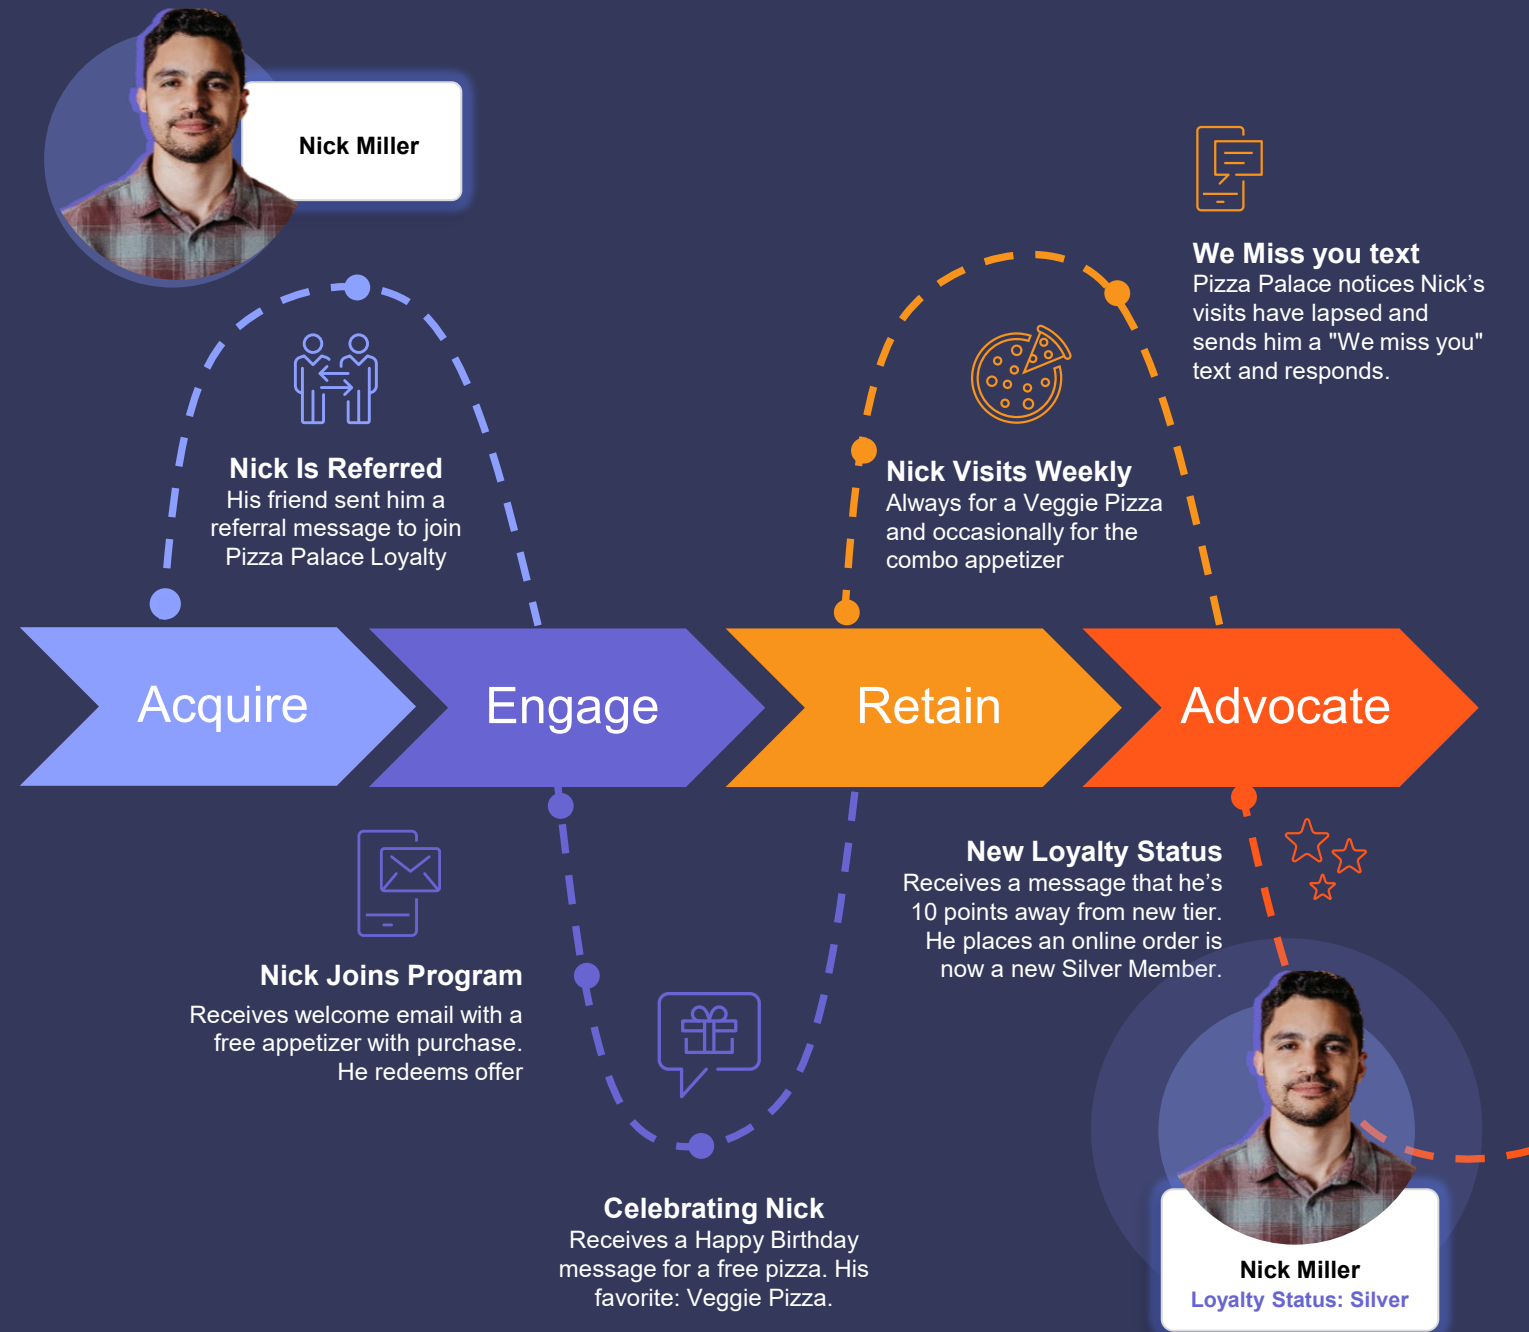 Nick Miller
We Miss you text
Pizza Palace notices Nick’s
visits have lapsed and
sends him a "We miss you"
text and responds.
Nick Is Referred
His friend sent him a
referral message to join
Pizza Palace Loyalty
Nick Visits Weekly
Always for a Veggie Pizza
and occasionally for the
combo appetizer
Acquire
Engage
Retain
Advocate
Nick Joins Program
Receives welcome email with a
free appetizer with purchase.
He redeems offer
Celebrating Nick
Receives a Happy Birthday
message for a free pizza. His
favorite: Veggie Pizza.
New Loyalty Status
Receives a message that he’s
10 points away from new tier.
He places an online order is
now a new Silver Member.
Nick Miller
Loyalty Status: Silver